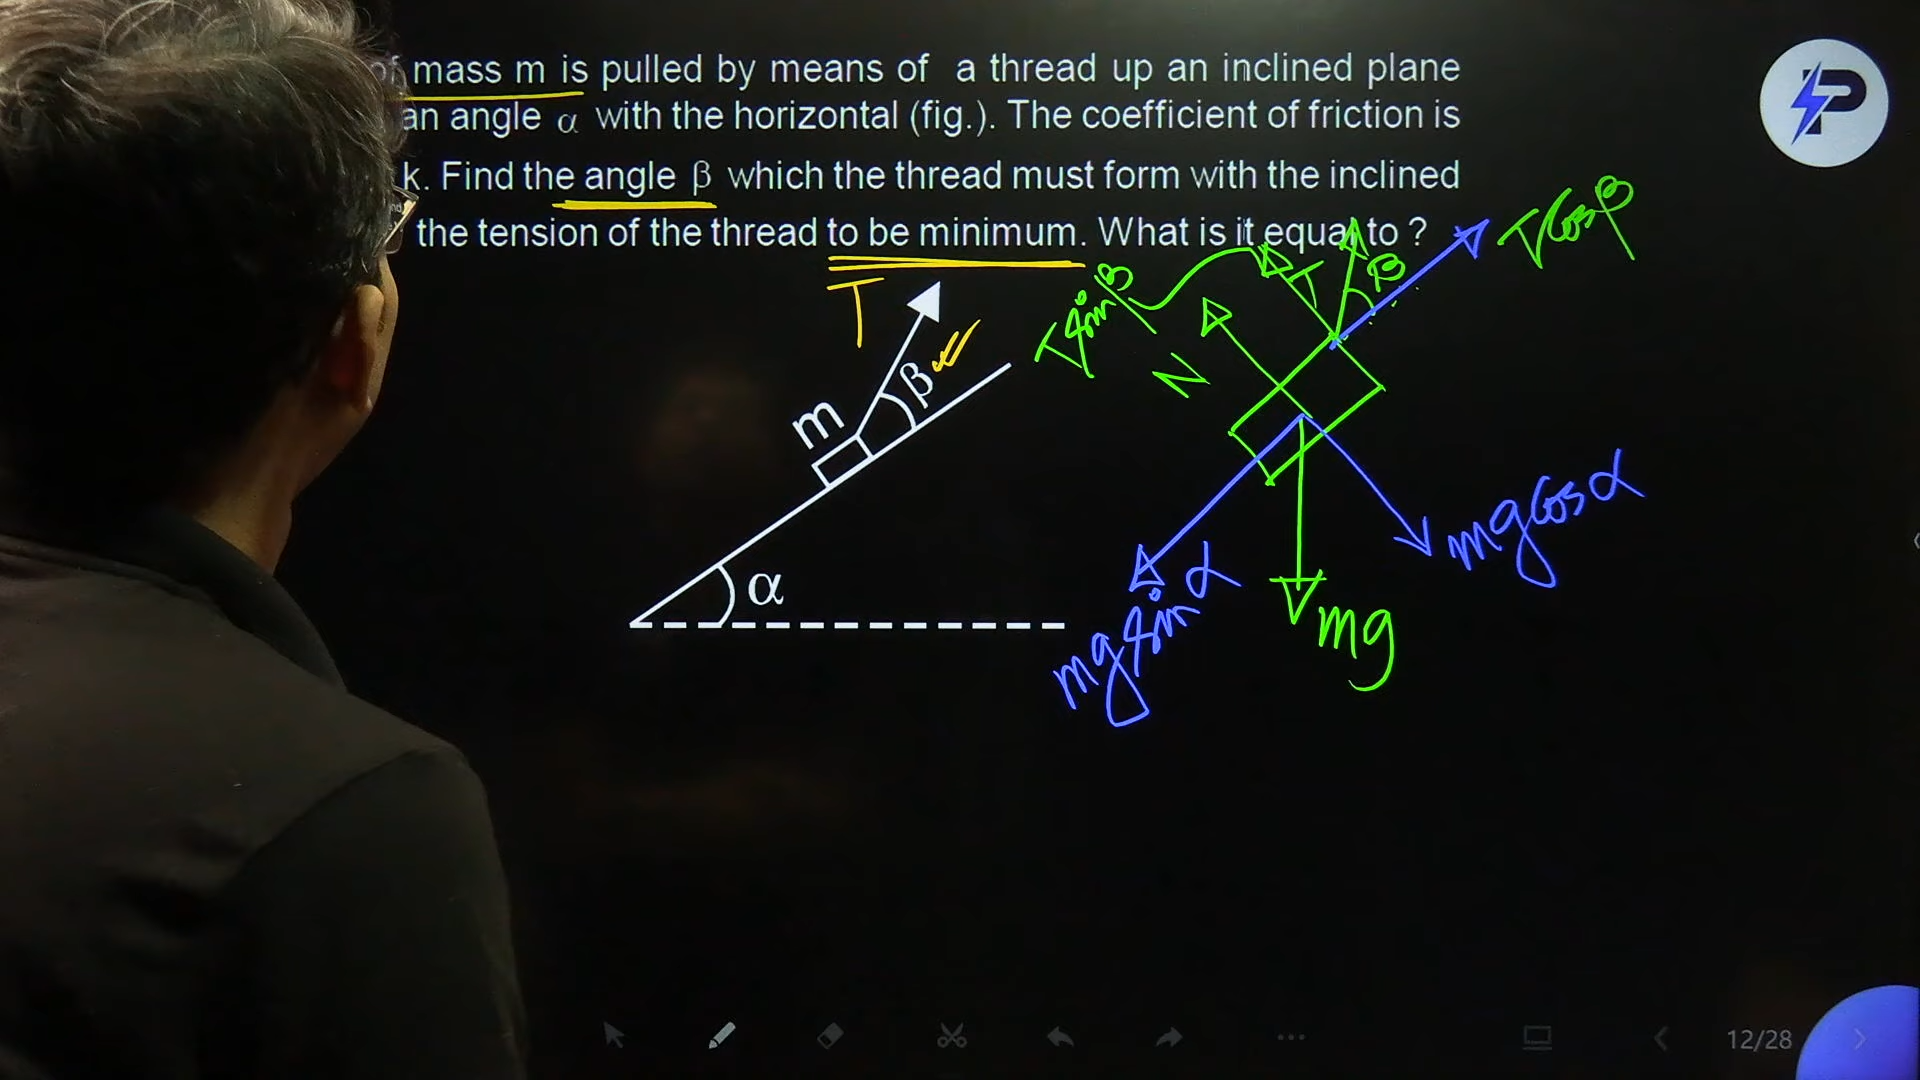 of mass m is pulled by means of a thread up an inclined plane
an angle α with the horizontal (fig.). The coefficient of friction is
k. Find the angle β which the thread must form with the inclined
the tension of the thread to be minimum. What is it equal to ?
T
m
β
α
T sin β
N
T
β
T cos β
mg sin α
mg
mg cos α
P
12/28